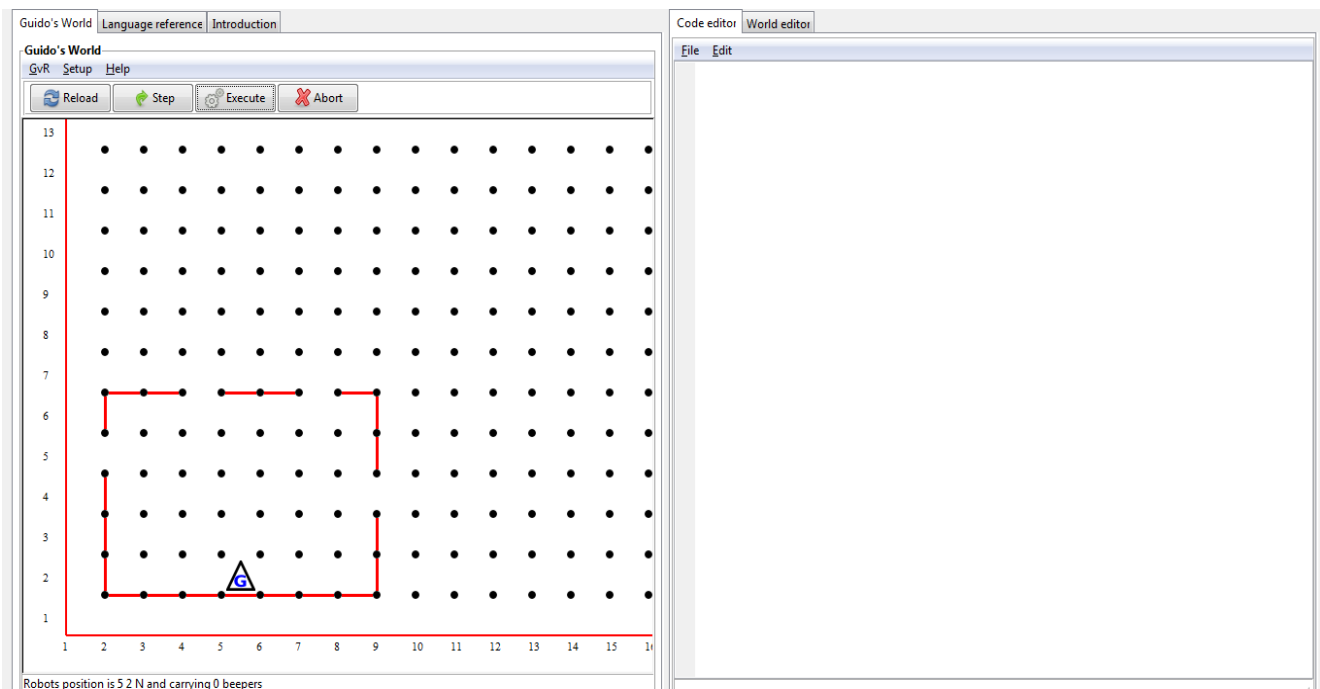 Guido's World Language reference Introduction
Guido's World
GvR Setup Help
Reload Step Execute Abort
13
12
11
10
9
8
7
6
5
4
3
2
G
1
1 2 3 4 5 6 7 8 9 10 11 12 13 14 15
Robots position is 5 2 N and carrying 0 beepers
Code editor World editor
File Edit